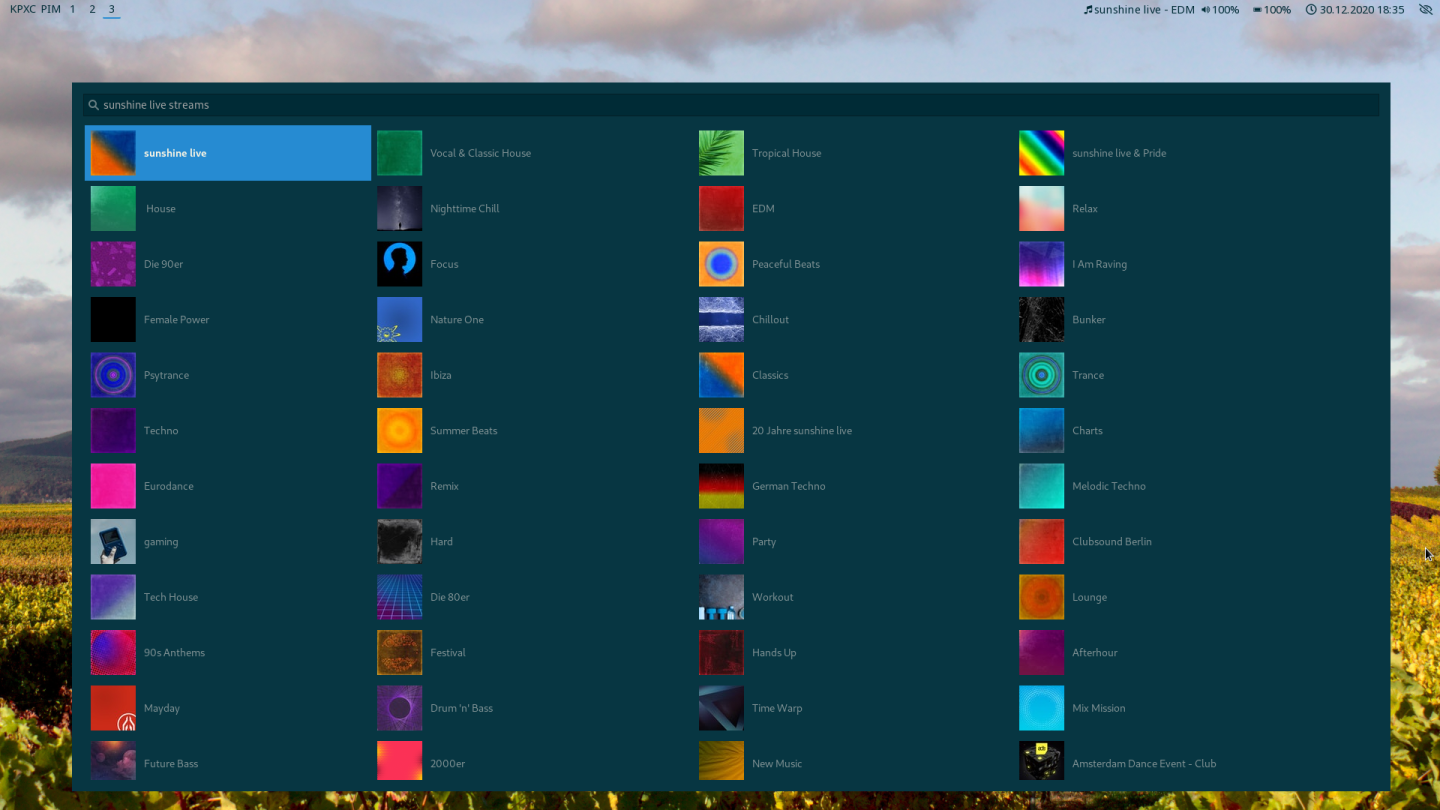 KPXC PIM 1 2 3
sunshine live - EDM 100% 100% 30.12.2020 18:35
sunshine live streams
sunshine live Vocal & Classic House Tropical House sunshine live & Pride
House Nighttime Chill EDM Relax
Die 90er Focus Peaceful Beats I Am Raving
Female Power Nature One Chillout Bunker
Psytrance Ibiza Classics Trance
Techno Summer Beats 20 Jahre sunshine live Charts
Eurodance Remix German Techno Melodic Techno
gaming Hard Party Clubsound Berlin
Tech House Die 80er Workout Lounge
90s Anthems Festival Hands Up Afterhour
Mayday Drum 'n' Bass Time Warp Mix Mission
Future Bass 2000er New Music Amsterdam Dance Event - Club